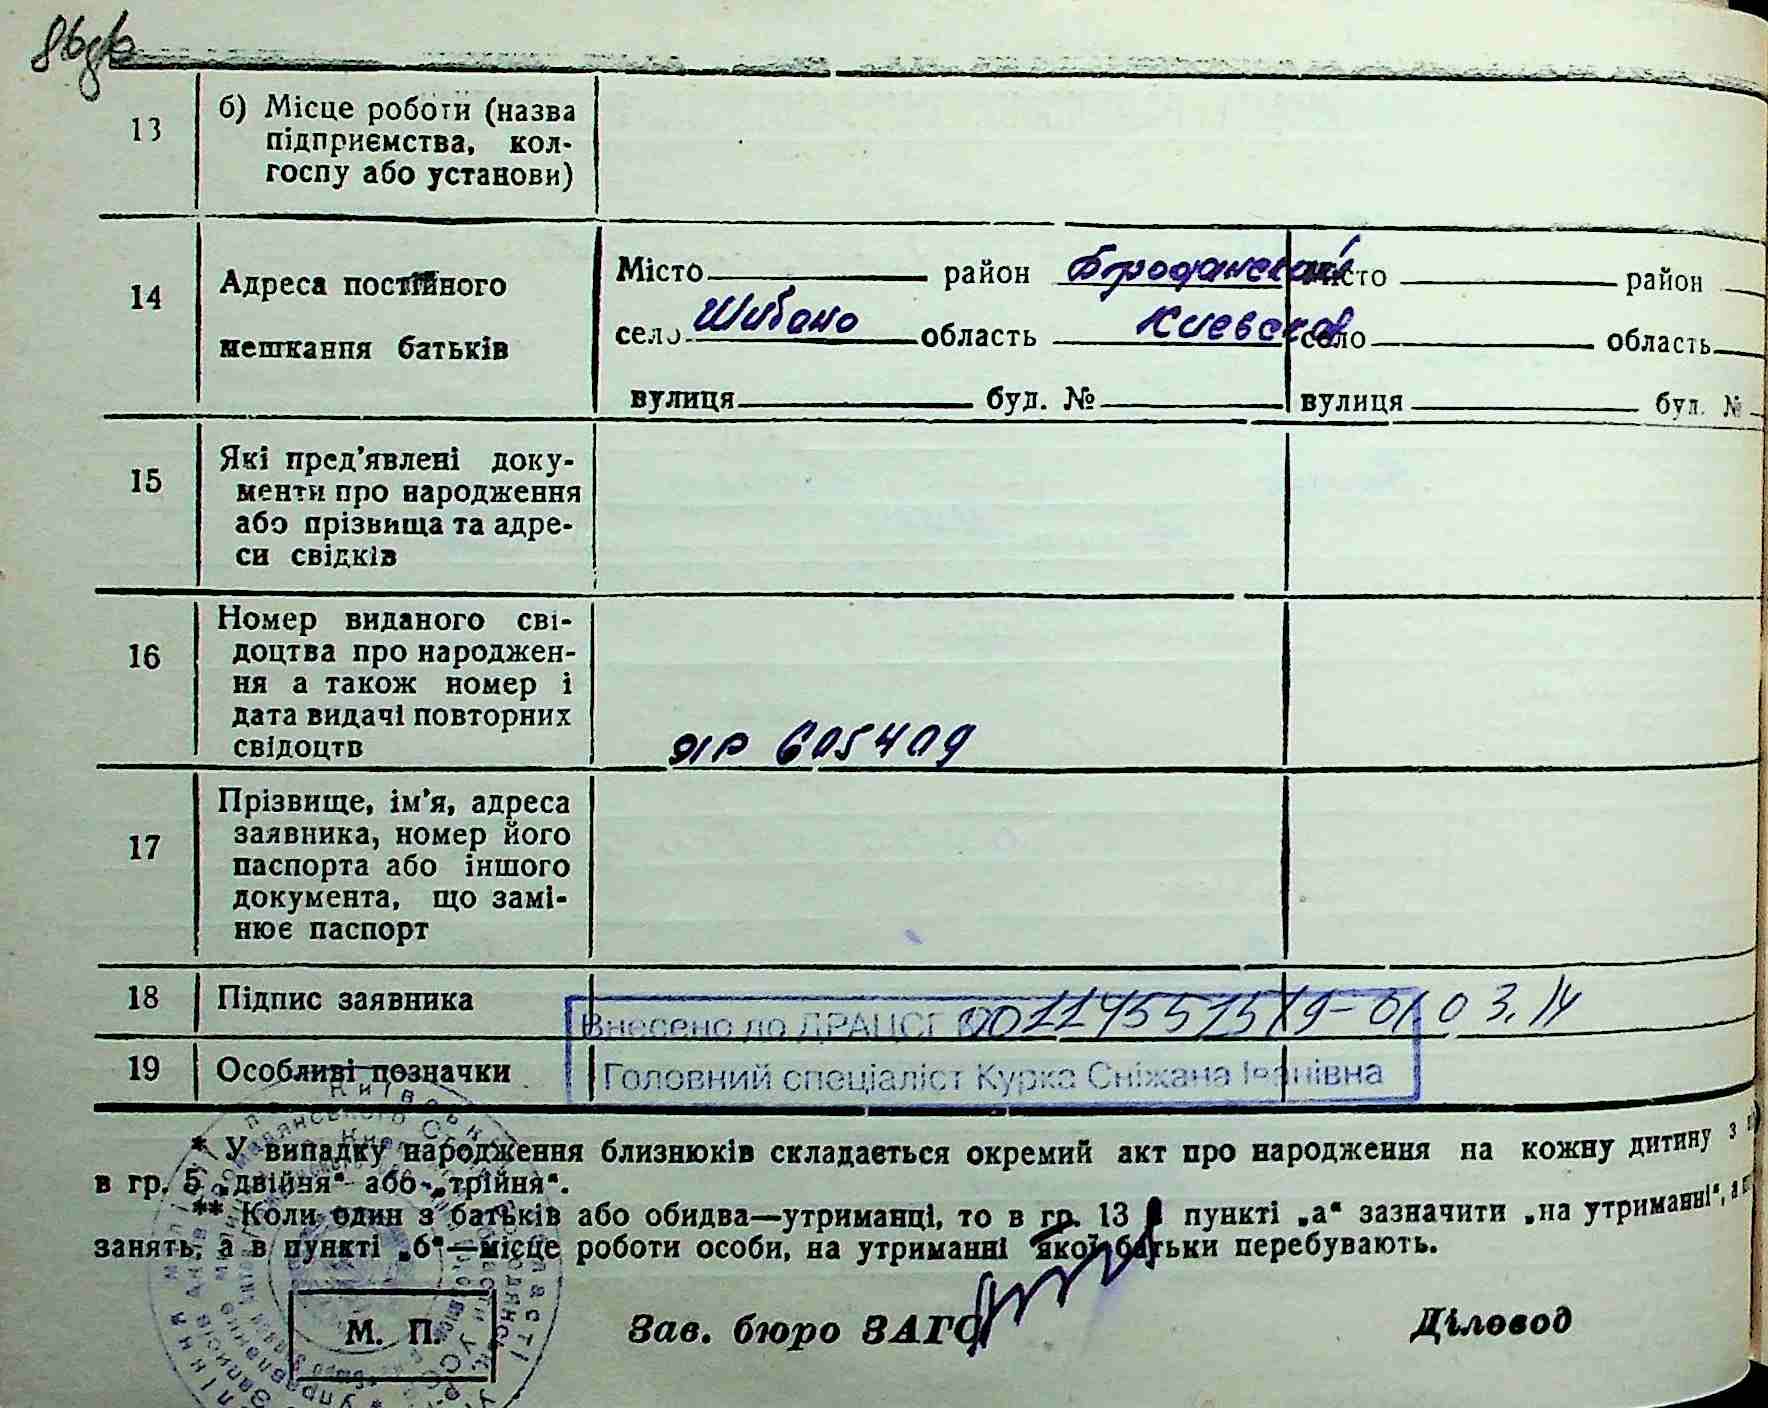 86
13
б) Місце роботи (назва
підприємства, кол-
госпу або установи)
14
Адреса постійного
мешкання батьків
Місто район Бродянский
село Шибано область Киевская
вулиця буд. №
Місто район
село область
вулиця буд. №
15
Які пред’явлені доку-
менти про народження
або прізвища та адре-
си свідків
16
Номер виданого сві-
доцтва про народжен-
ня а також номер і
дата видачі повторних
свідоцтв
ЯР 605409
17
Прізвище, ім’я, адреса
заявника, номер його
паспорта або іншого
документа, що замі-
нює паспорт
18
Підпис заявника
Внесено до ДРАЦСГ 01.03.14
19
Особливі позначки
Головний спеціаліст Курка Сніжана Іванівна
* У випадку народження близнюків складається окремий акт про народження на кожну дитину з
в гр. 5 „двійня“ або „трійня“.
** Коли один з батьків або обидва—утриманці, то в гр. 13 в пункті „а“ зазначити „на утриманні“,
занять, а в пункті „б“—місце роботи особи, на утриманні якої батьки перебувають.
М. П.
Зав. бюро ЗАГС
Діловод